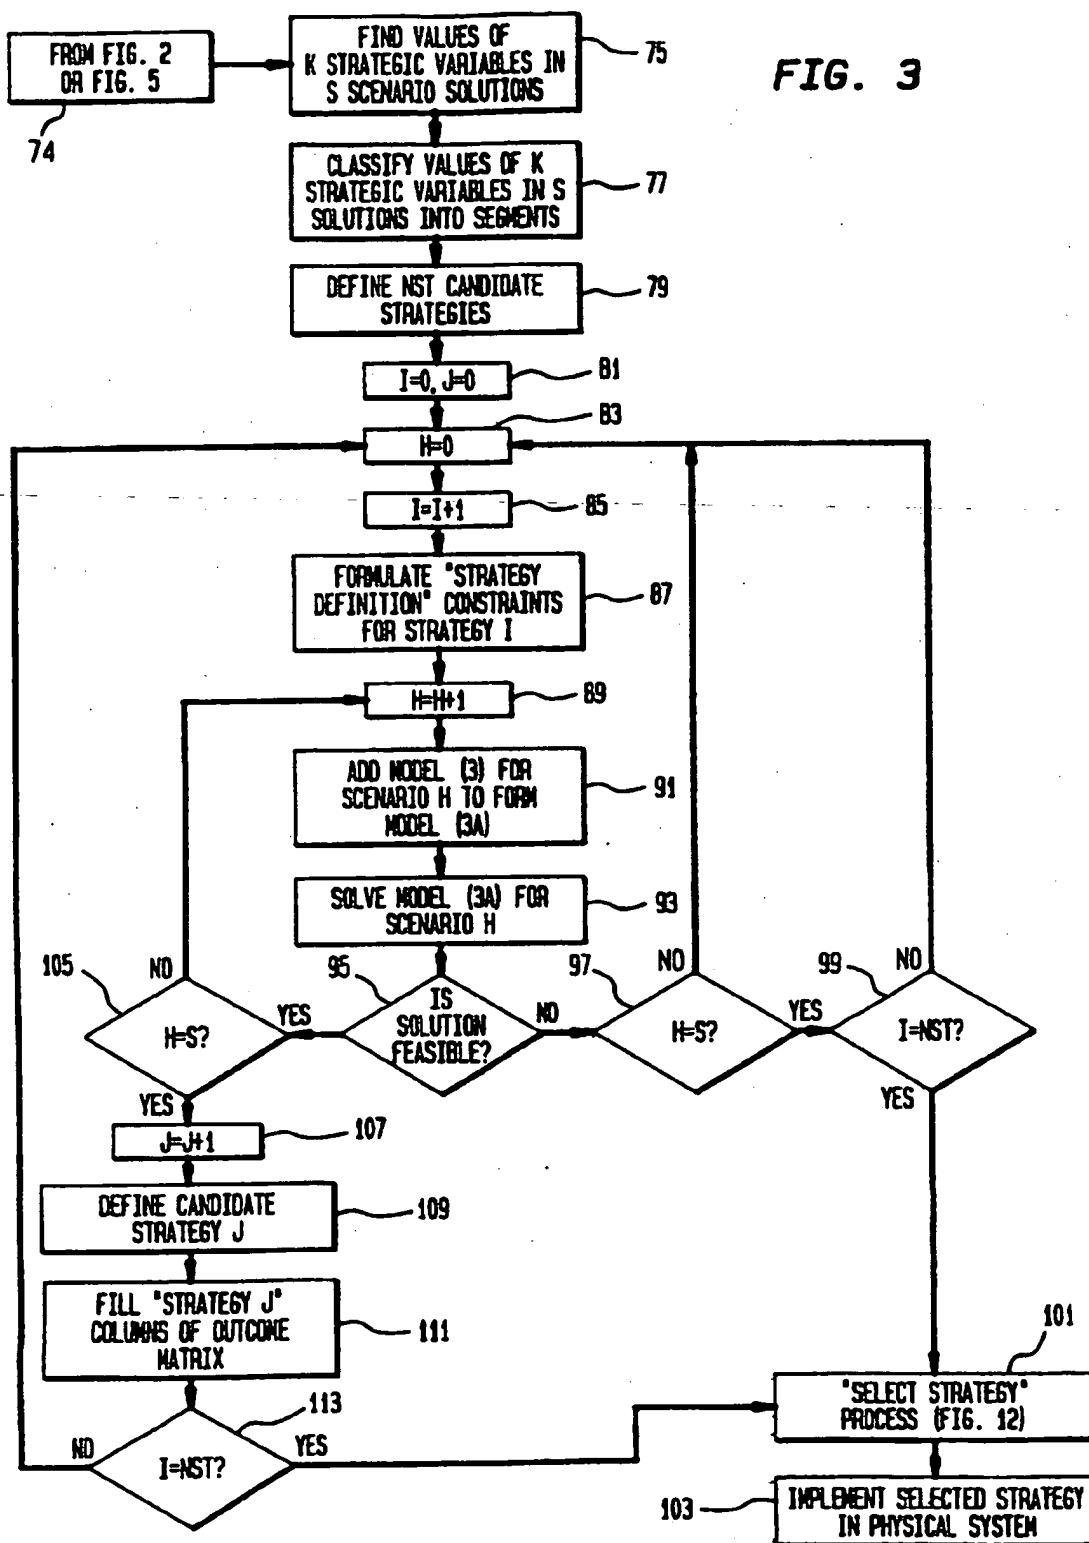 FROM FIG. 2
OR FIG. 5
74
FIND VALUES OF
K STRATEGIC VARIABLES IN
S SCENARIO SOLUTIONS
75
FIG. 3
CLASSIFY VALUES OF K
STRATEGIC VARIABLES IN S
SOLUTIONS INTO SEGMENTS
77
DEFINE NST CANDIDATE
STRATEGIES
79
I=0, J=0
81
H=0
83
I=I+1
85
FORMULATE "STRATEGY
DEFINITION" CONSTRAINTS
FOR STRATEGY I
87
H=H+1
89
ADD MODEL (3) FOR
SCENARIO H TO FORM
MODEL (3A)
91
SOLVE MODEL (3A) FOR
SCENARIO H
93
105
NO
H=S?
YES
YES
95
IS
SOLUTION
FEASIBLE?
NO
97
NO
H=S?
YES
99
NO
I=NST?
YES
J=J+1
107
DEFINE CANDIDATE
STRATEGY J
109
FILL "STRATEGY J"
COLUMNS OF OUTCOME
MATRIX
111
113
NO
I=NST?
YES
101
"SELECT STRATEGY"
PROCESS (FIG. 12)
103
IMPLEMENT SELECTED STRATEGY
IN PHYSICAL SYSTEM